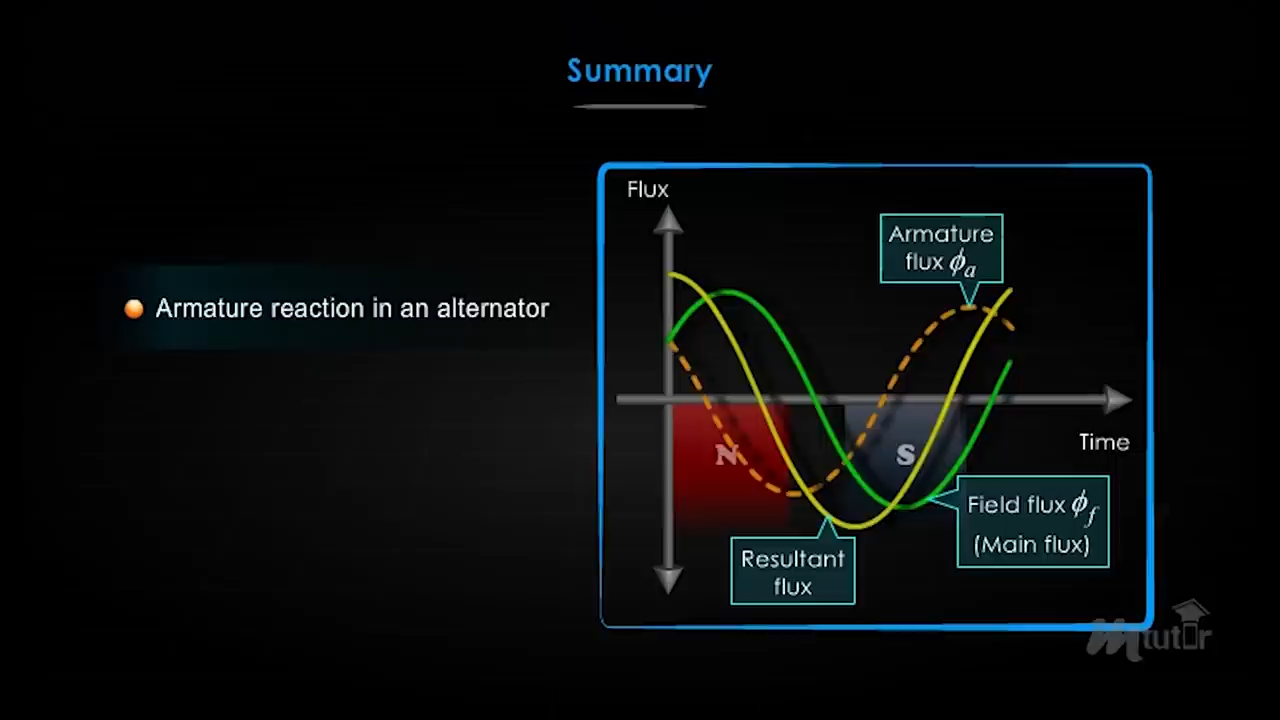 Summary
Armature reaction in an alternator
Flux
Armature
flux ϕa
N
S
Time
Field flux ϕf
(Main flux)
Resultant
flux
Mtutor